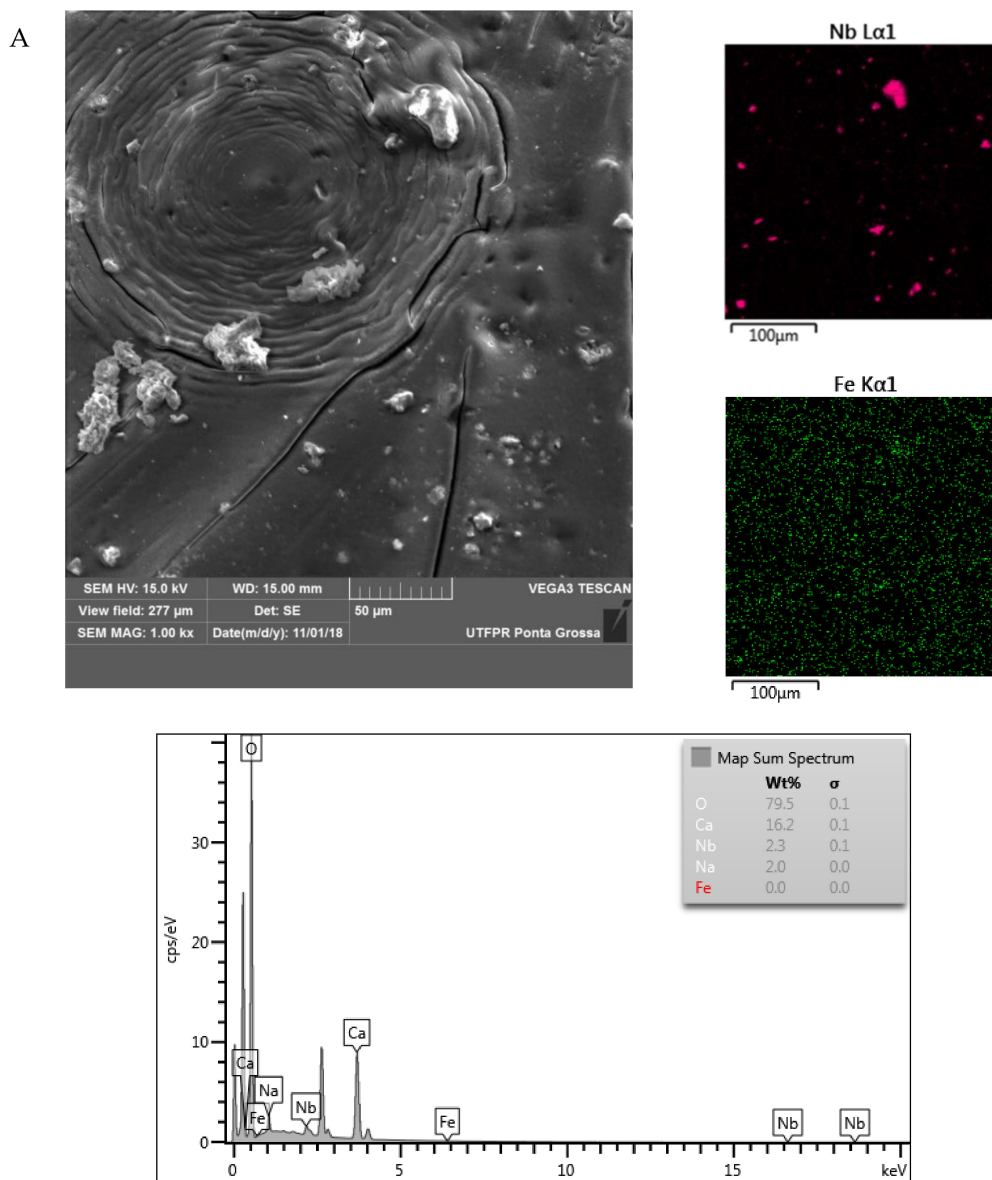 A
Nb Lα1
100µm
Fe Kα1
100µm
SEM HV: 15.0 kV WD: 15.00 mm VEGA3 TESCAN
View field: 277 µm Det: SE 50 µm
SEM MAG: 1.00 kx Date(m/d/y): 11/01/18 UTFPR Ponta Grossa
Map Sum Spectrum
Wt% σ
O 79.5 0.1
Ca 16.2 0.1
Nb 2.3 0.1
Na 2.0 0.0
Fe 0.0 0.0
cps/eV
30
20
10
0
O
Ca
Fe
Na
Nb
Ca
Fe
Nb
Nb
0 5 10 15 keV